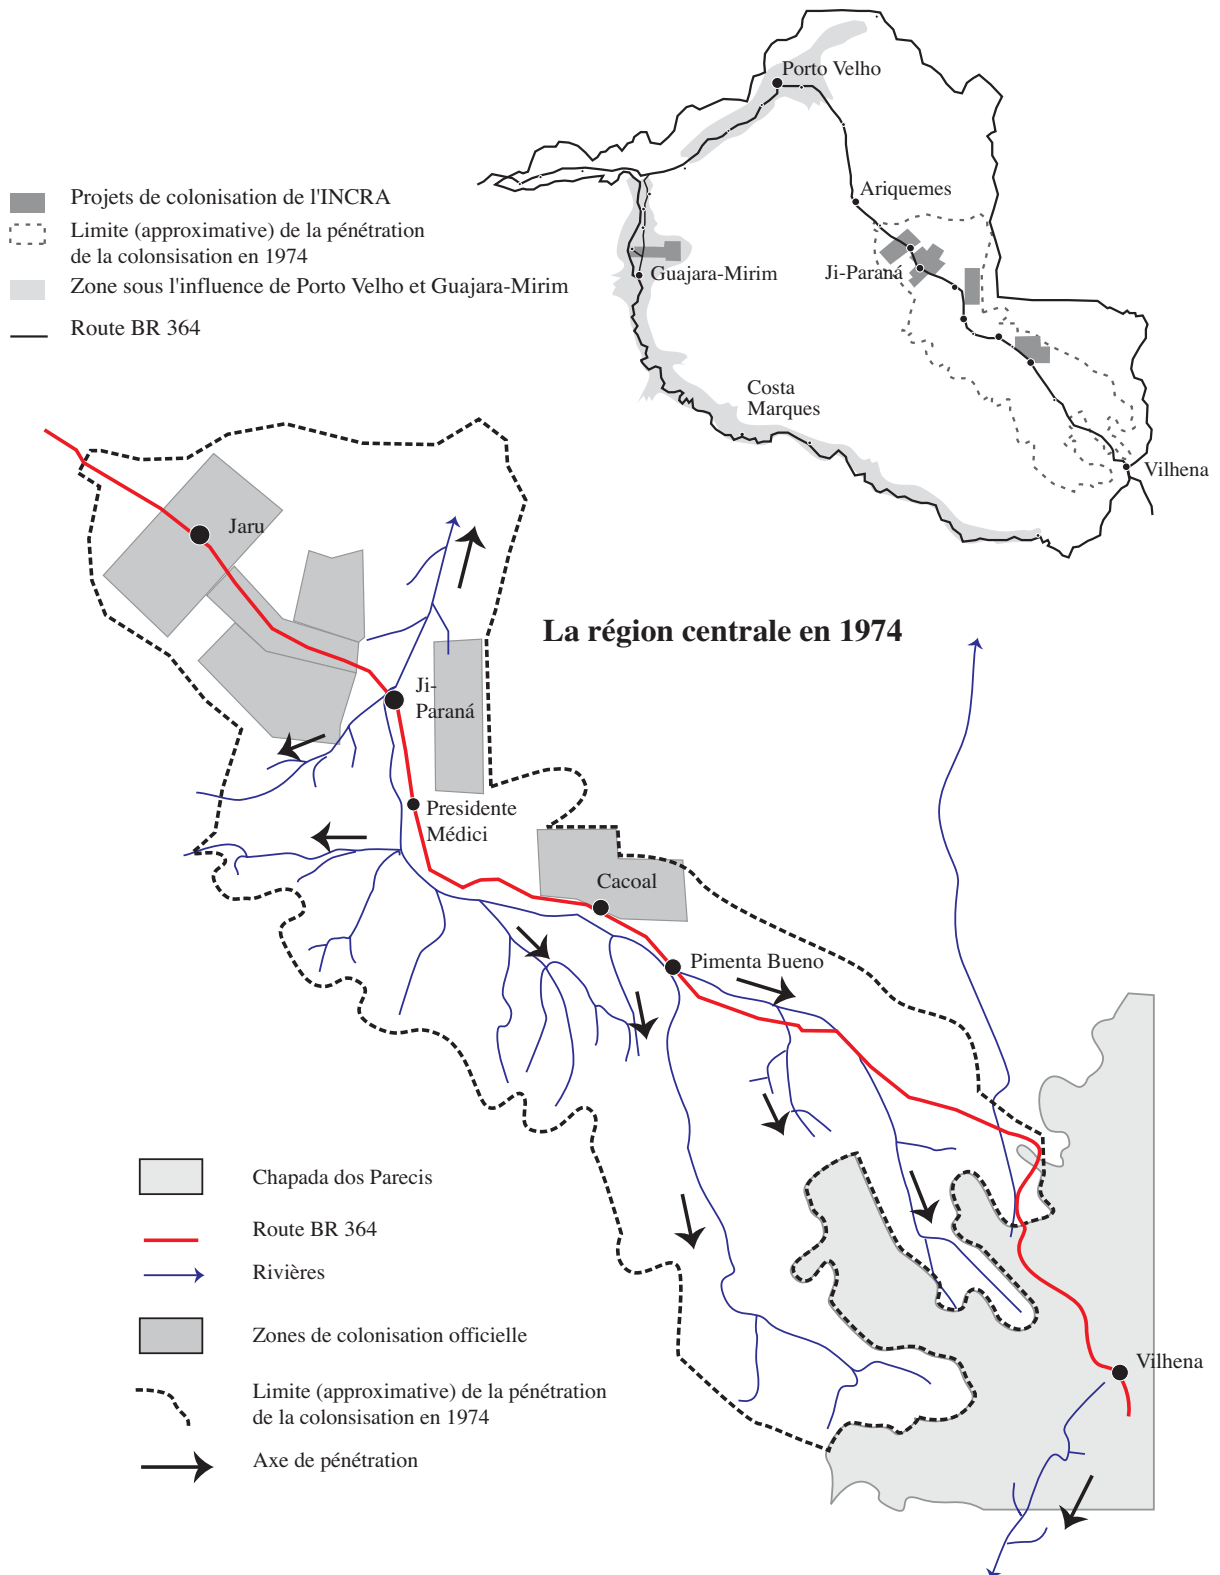 Porto Velho
Projets de colonisation de l'INCRA
Limite (approximative) de la pénétration
de la colonsisation en 1974
Zone sous l'influence de Porto Velho et Guajara-Mirim
Route BR 364
Ariquemes
Ji-Paraná
Guajara-Mirim
Costa
Marques
Vilhena
Jaru
La région centrale en 1974
Ji-
Paraná
Presidente
Médici
Cacoal
Pimenta Bueno
Chapada dos Parecis
Route BR 364
Rivières
Zones de colonisation officielle
Limite (approximative) de la pénétration
de la colonsisation en 1974
Axe de pénétration
Vilhena